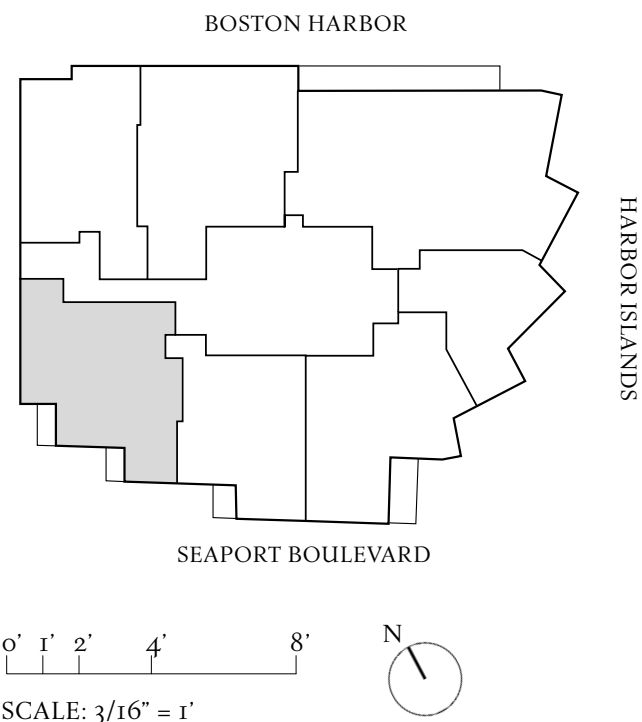 BOSTON HARBOR
HARBOR ISLANDS
SEAPORT BOULEVARD
0’ 1’ 2’ 4’ 8’
N
SCALE: 3/16” = 1’